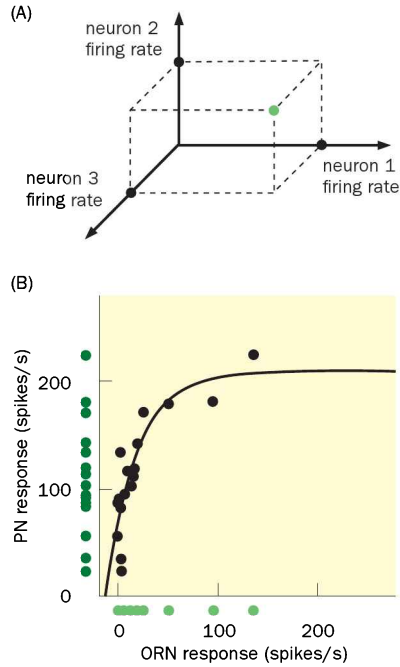 (A)
neuron 2
firing rate
neuron 1
firing rate
neuron 3
firing rate
(B)
PN response (spikes/s)
200
100
0
0
100
200
ORN response (spikes/s)